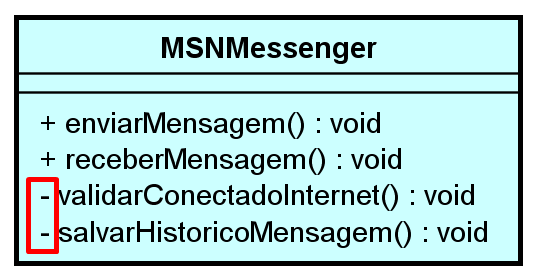 MSNMessenger
+ enviarMensagem() : void
+ receberMensagem() : void
- validarConectadoInternet() : void
- salvarHistoricoMensagem() : void